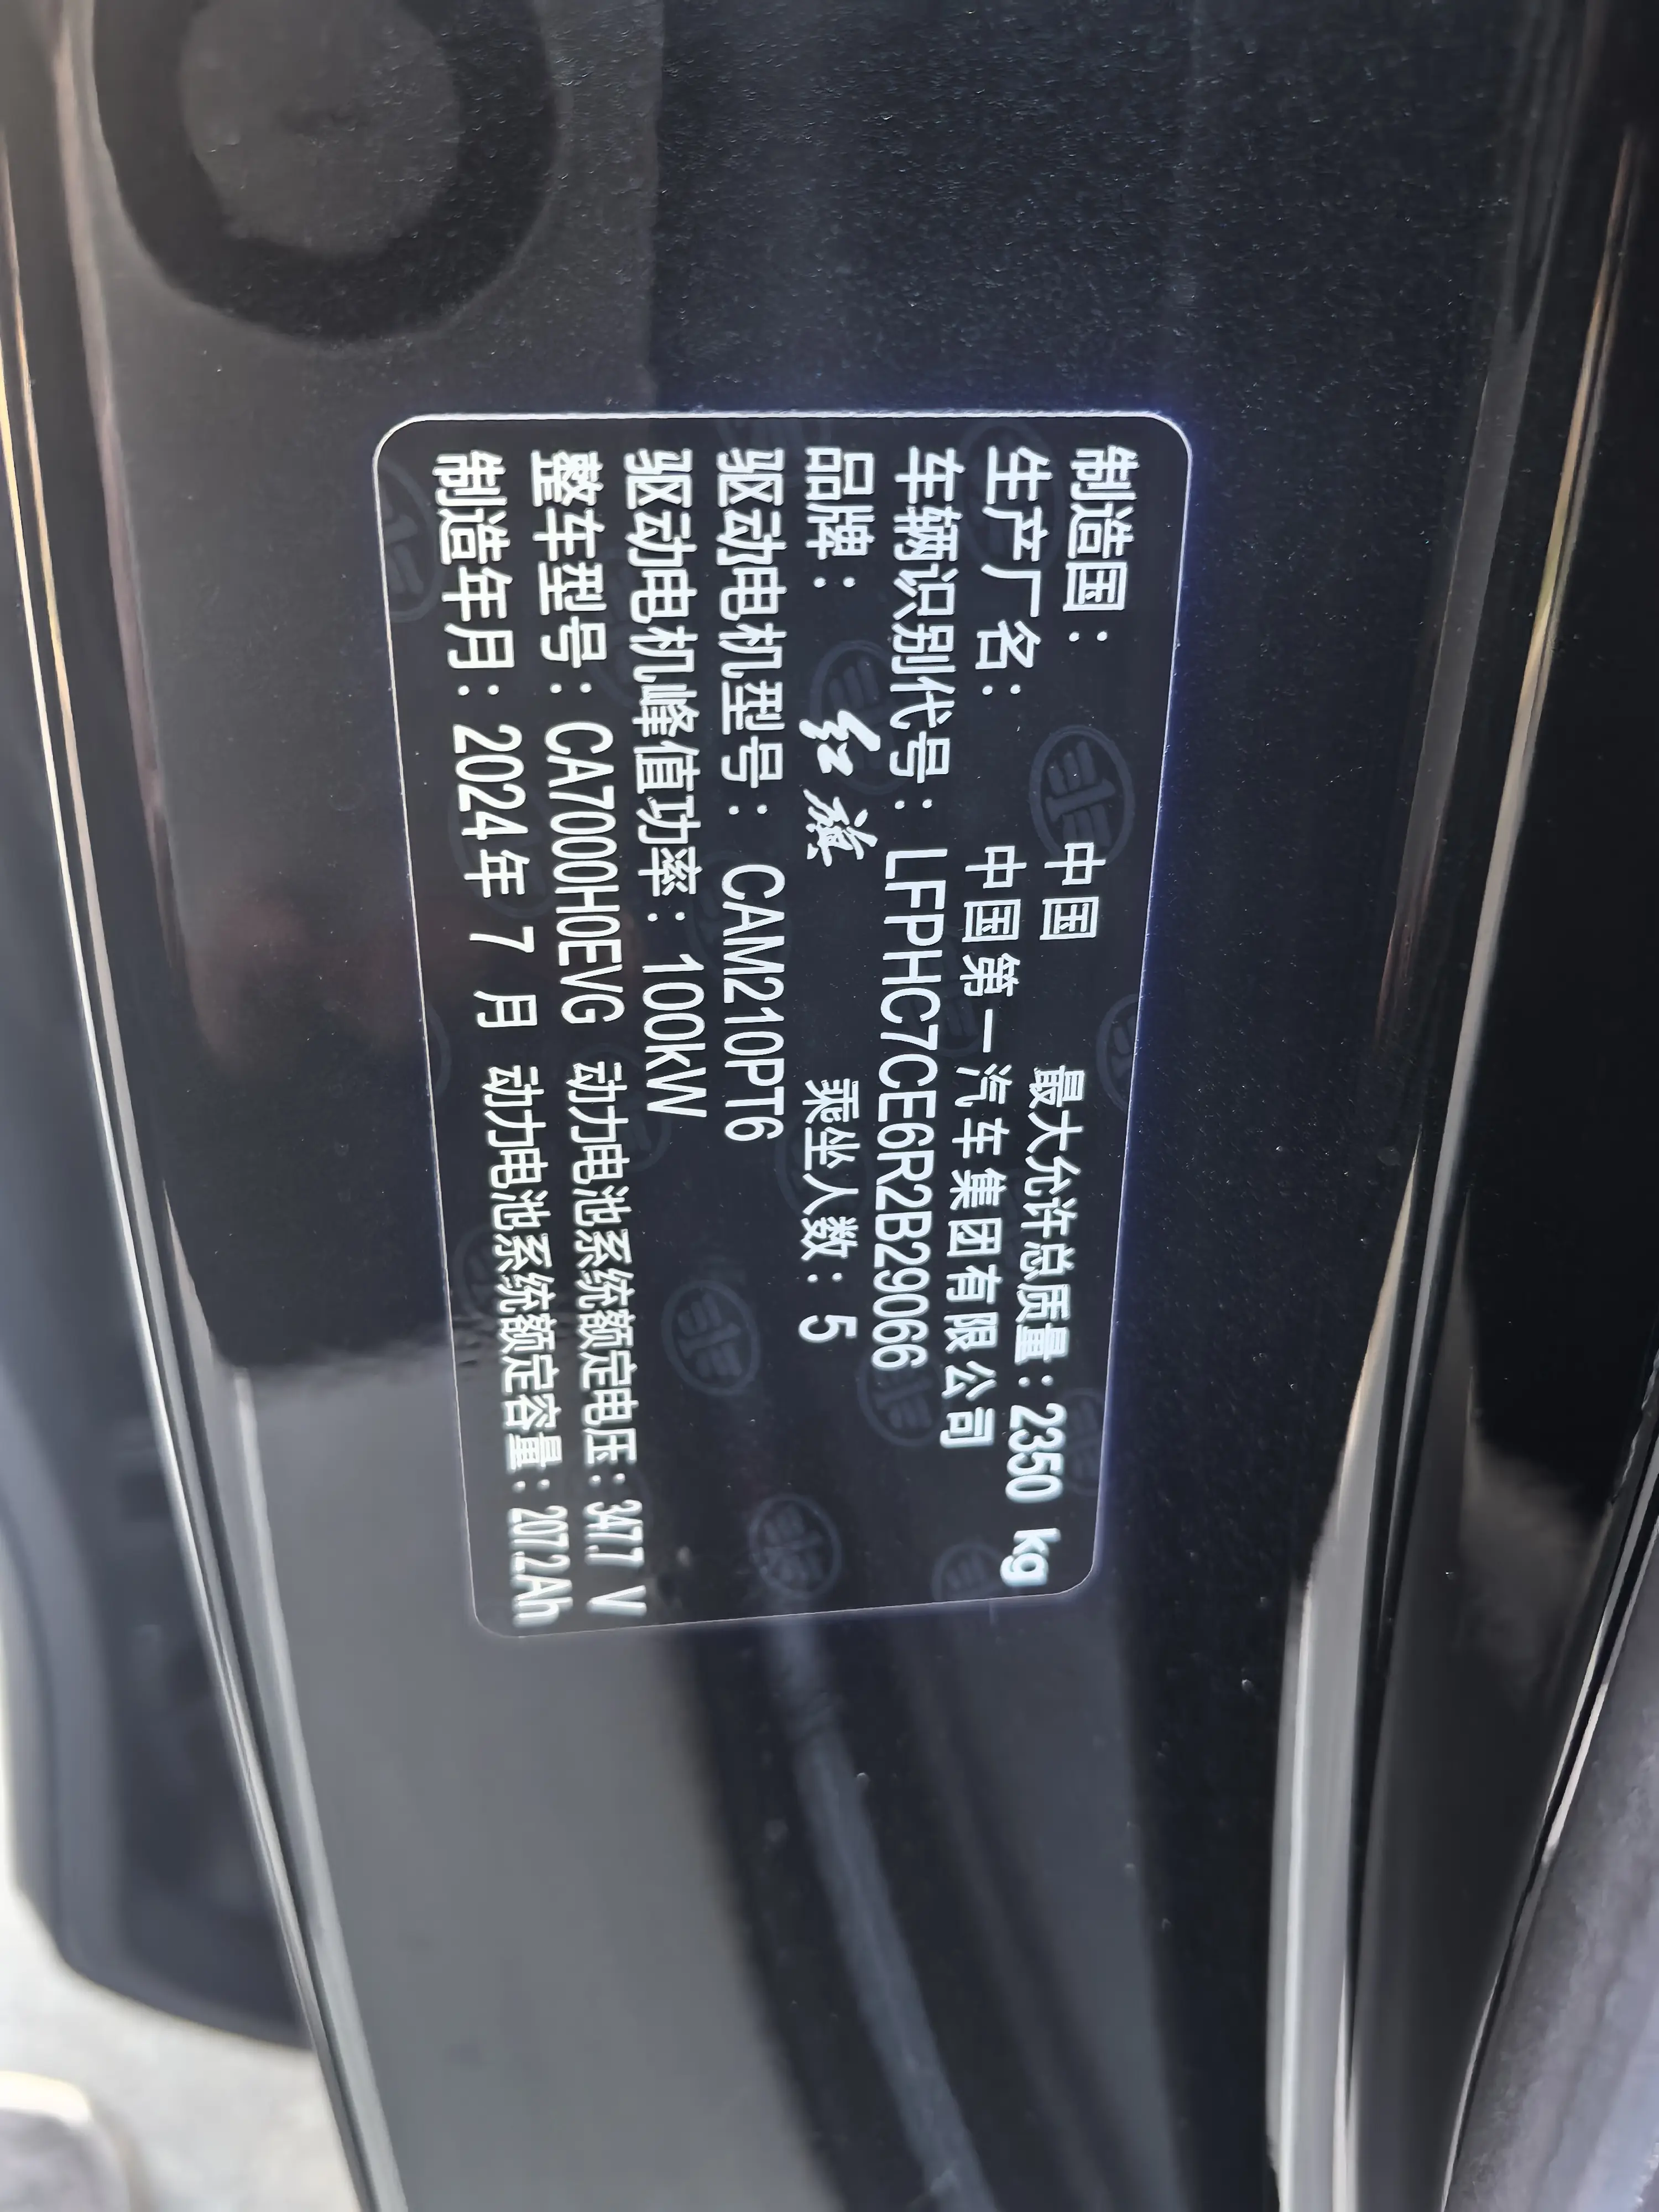 制造国： 中国 最大允许总质量：2350 kg
生产厂名： 中国第一汽车集团有限公司
车辆识别代号：LFPHC7CE6R2B29066
品牌： 红旗 乘坐人数：5
驱动电机型号：CAM210PT6
驱动电机峰值功率：100kW
整车型号：CA7000H0EVG 动力电池系统额定电压：347.7 V
制造年月：2024年 7 月 动力电池系统额定容量：207.2Ah